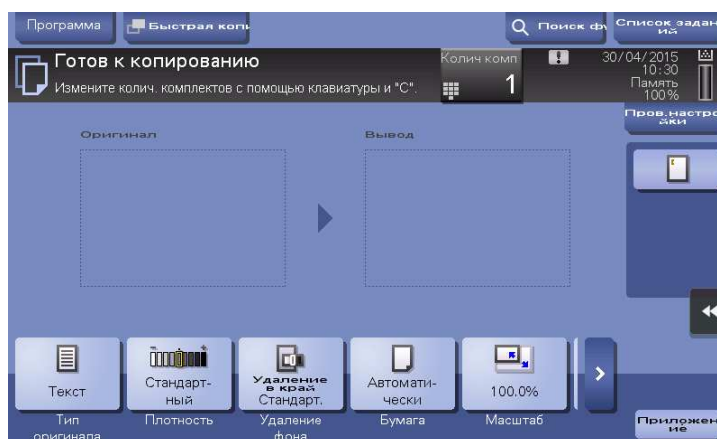 Программа
Быстрая копи
Поиск фу
Список задан
ий
Готов к копированию
Измените колич. комплектов с помощью клавиатуры и "C".
Колич комп
1
30/04/2015
10:30
Память
100%
Пров.настро
йки
Оригинал
Вывод
Текст
Стандарт-
ный
Удаление
в край
Стандарт.
Автомати-
чески
100.0%
Тип
оригинала
Плотность
Удаление
фона
Бумага
Масштаб
Приложен
ие